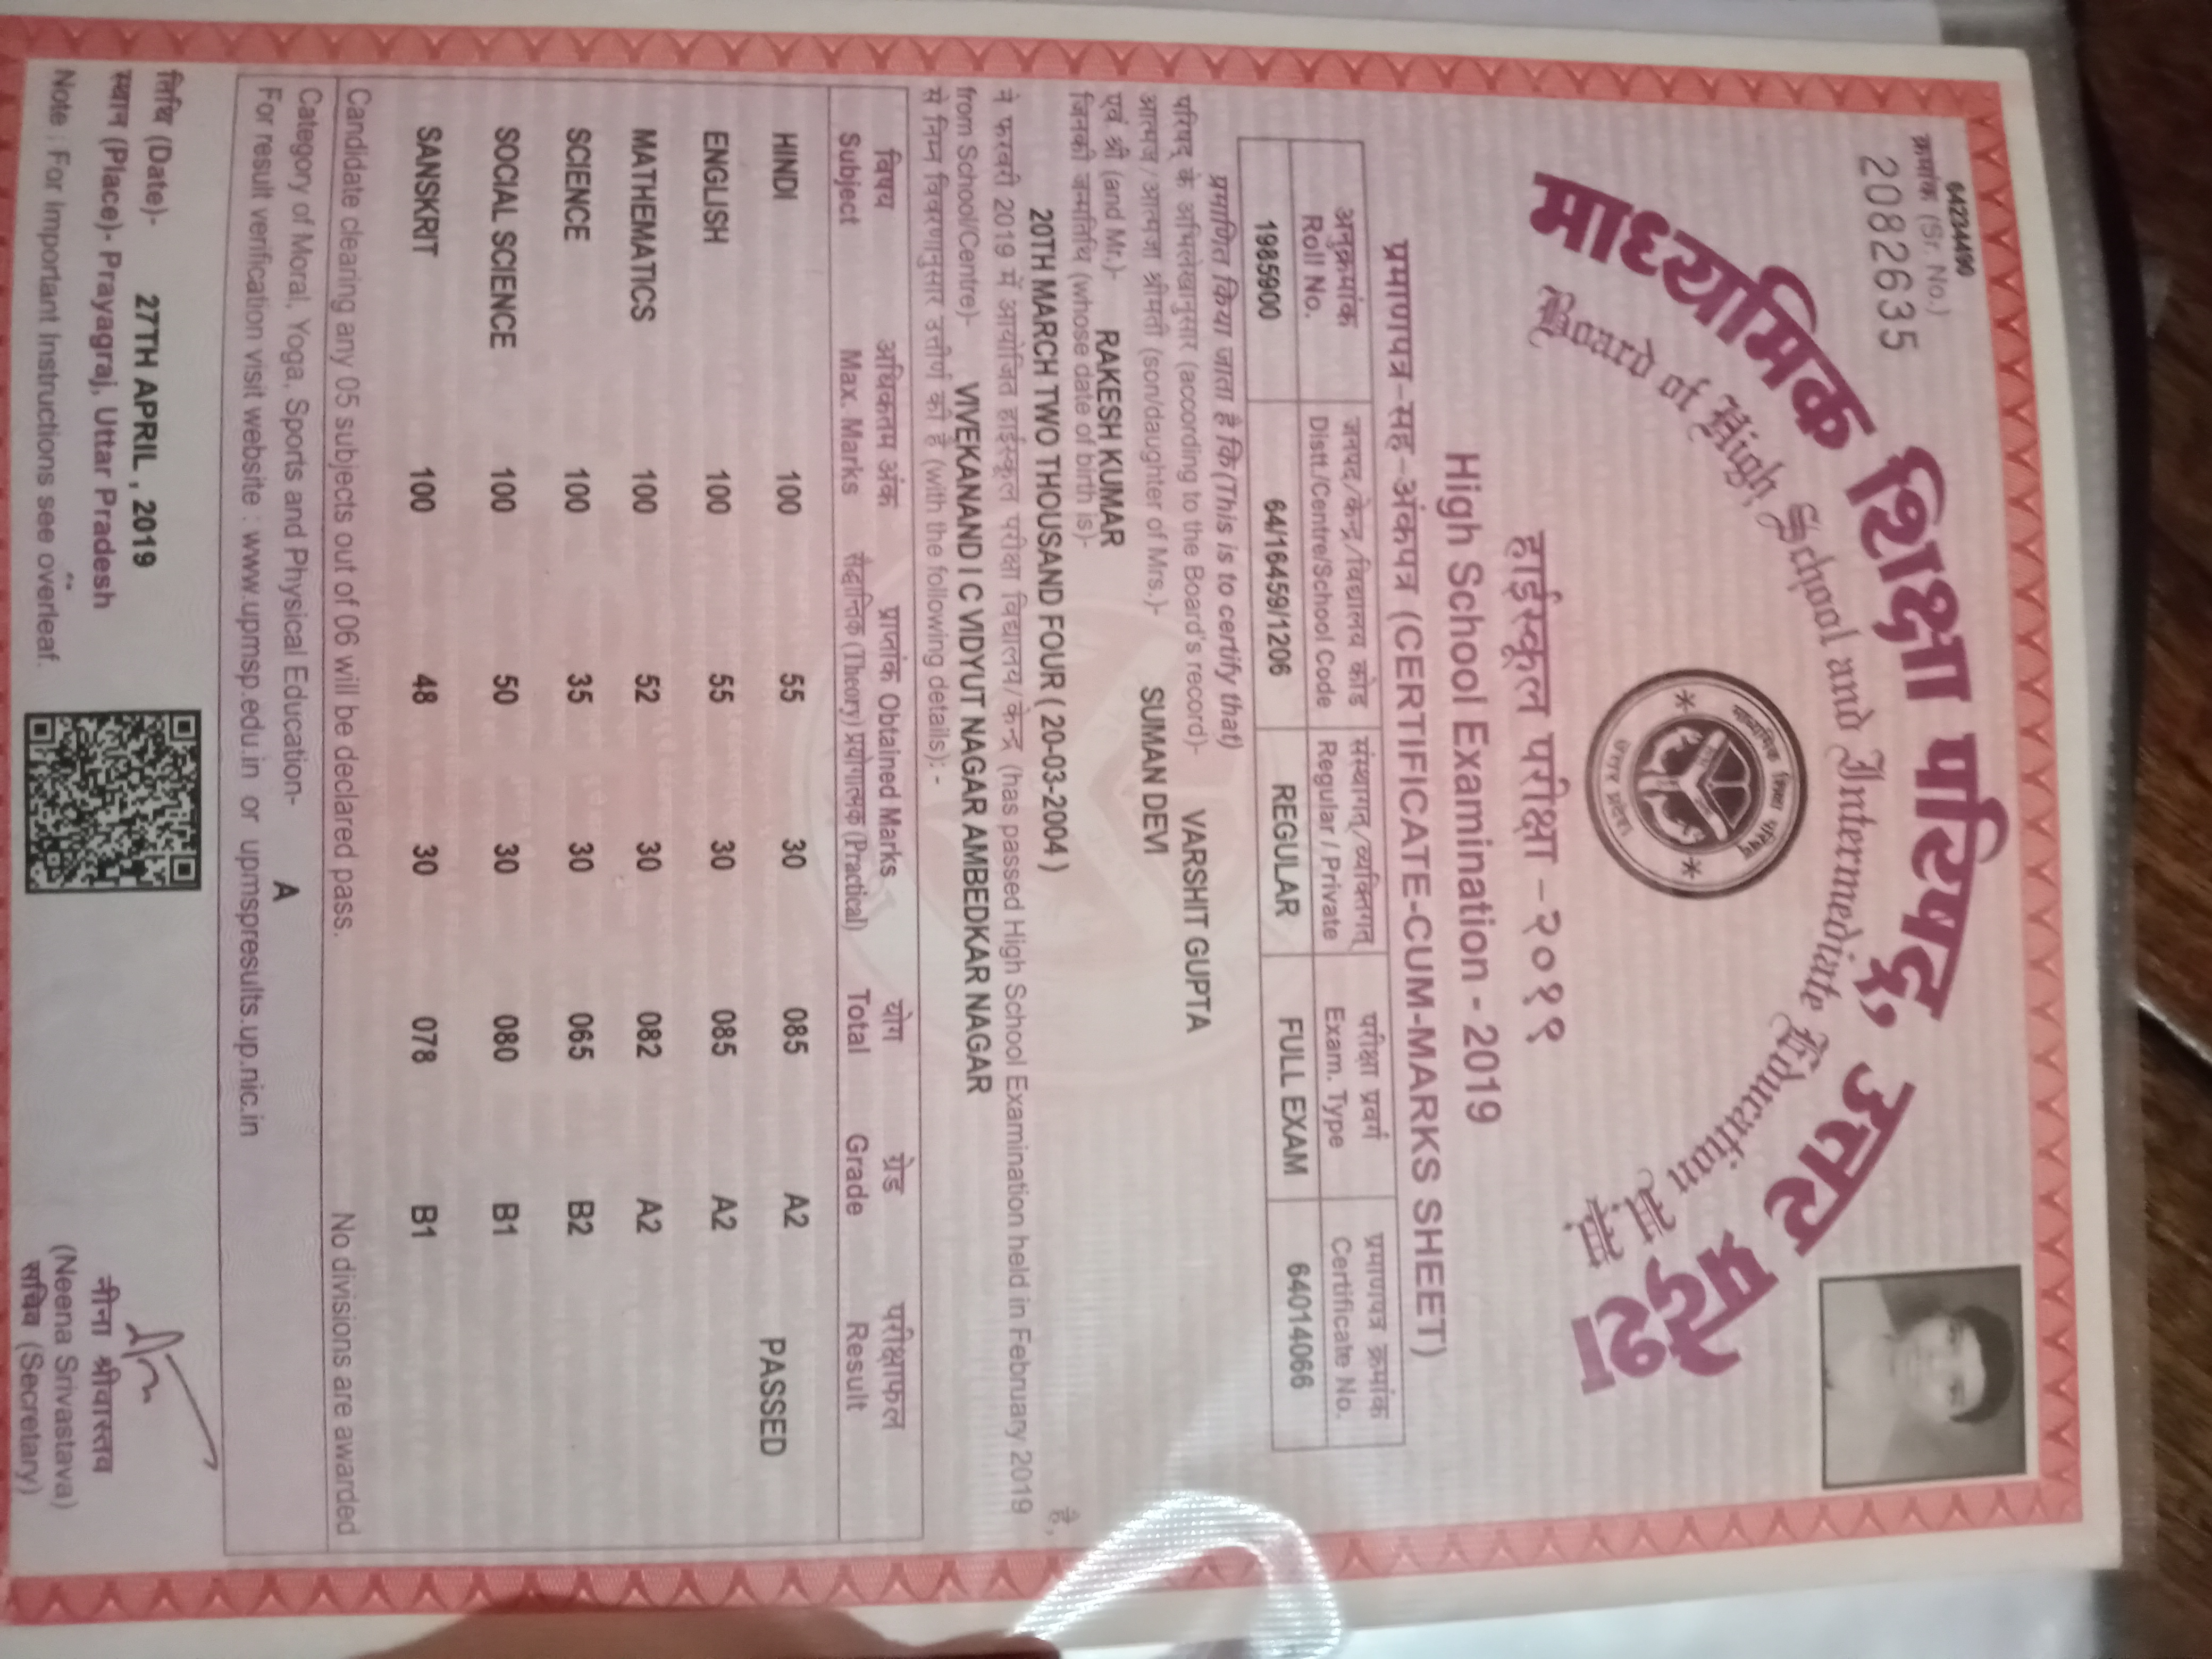 64234490
क्रमांक (Sr. No.)
2082635
माध्यमिक शिक्षा परिषद्, उत्तर प्रदेश
Board of High School and Intermediate Education U.P.
माध्यमिक शिक्षा परिषद्
उत्तर प्रदेश
हाईस्कूल परीक्षा -२०१९
High School Examination - 2019
प्रमाणपत्र-सह-अंकपत्र (CERTIFICATE-CUM-MARKS SHEET)
अनुक्रमांक जनपद/केन्द्र/विद्यालय कोड संस्थागत्/व्यक्तिगत् परीक्षा प्रवर्ग प्रमाणपत्र क्रमांक
Roll No. Distt./Centre/School Code Regular / Private Exam. Type Certificate No.
1985900 64/16459/1206 REGULAR FULL EXAM 64014066
प्रमाणित किया जाता है कि (This is to certify that)
परिषद् के अभिलेखानुसार (according to the Board's record)- VARSHIT GUPTA
आत्मज/आत्मजा श्रीमती (son/daughter of Mrs.)- SUMAN DEVI
एवं श्री (and Mr.)- RAKESH KUMAR
जिनकी जन्मतिथि (whose date of birth is)-
20TH MARCH TWO THOUSAND FOUR ( 20-03-2004 ) है,
ने फरवरी 2019 में आयोजित हाईस्कूल परीक्षा विद्यालय/केन्द्र (has passed High School Examination held in February 2019
from School/Centre)- VIVEKANAND I C VIDYUT NAGAR AMBEDKAR NAGAR
से निम्न विवरणानुसार उत्तीर्ण की है (with the following details): -
विषय अधिकतम अंक प्राप्तांक Obtained Marks योग ग्रेड परीक्षाफल
Subject Max. Marks सैद्धान्तिक (Theory) प्रयोगात्मक (Practical) Total Grade Result
HINDI 100 55 30 085 A2 PASSED
ENGLISH 100 55 30 085 A2
MATHEMATICS 100 52 30 082 A2
SCIENCE 100 35 30 065 B2
SOCIAL SCIENCE 100 50 30 080 B1
SANSKRIT 100 48 30 078 B1
Candidate clearing any 05 subjects out of 06 will be declared pass. No divisions are awarded
Category of Moral, Yoga, Sports and Physical Education- A
For result verification visit website : www.upmsp.edu.in or upmspresults.up.nic.in
तिथि (Date)- 27TH APRIL , 2019
स्थान (Place)- Prayagraj, Uttar Pradesh
Note : For Important Instructions see overleaf.
नीना श्रीवास्तव
(Neena Srivastava)
सचिव (Secretary)